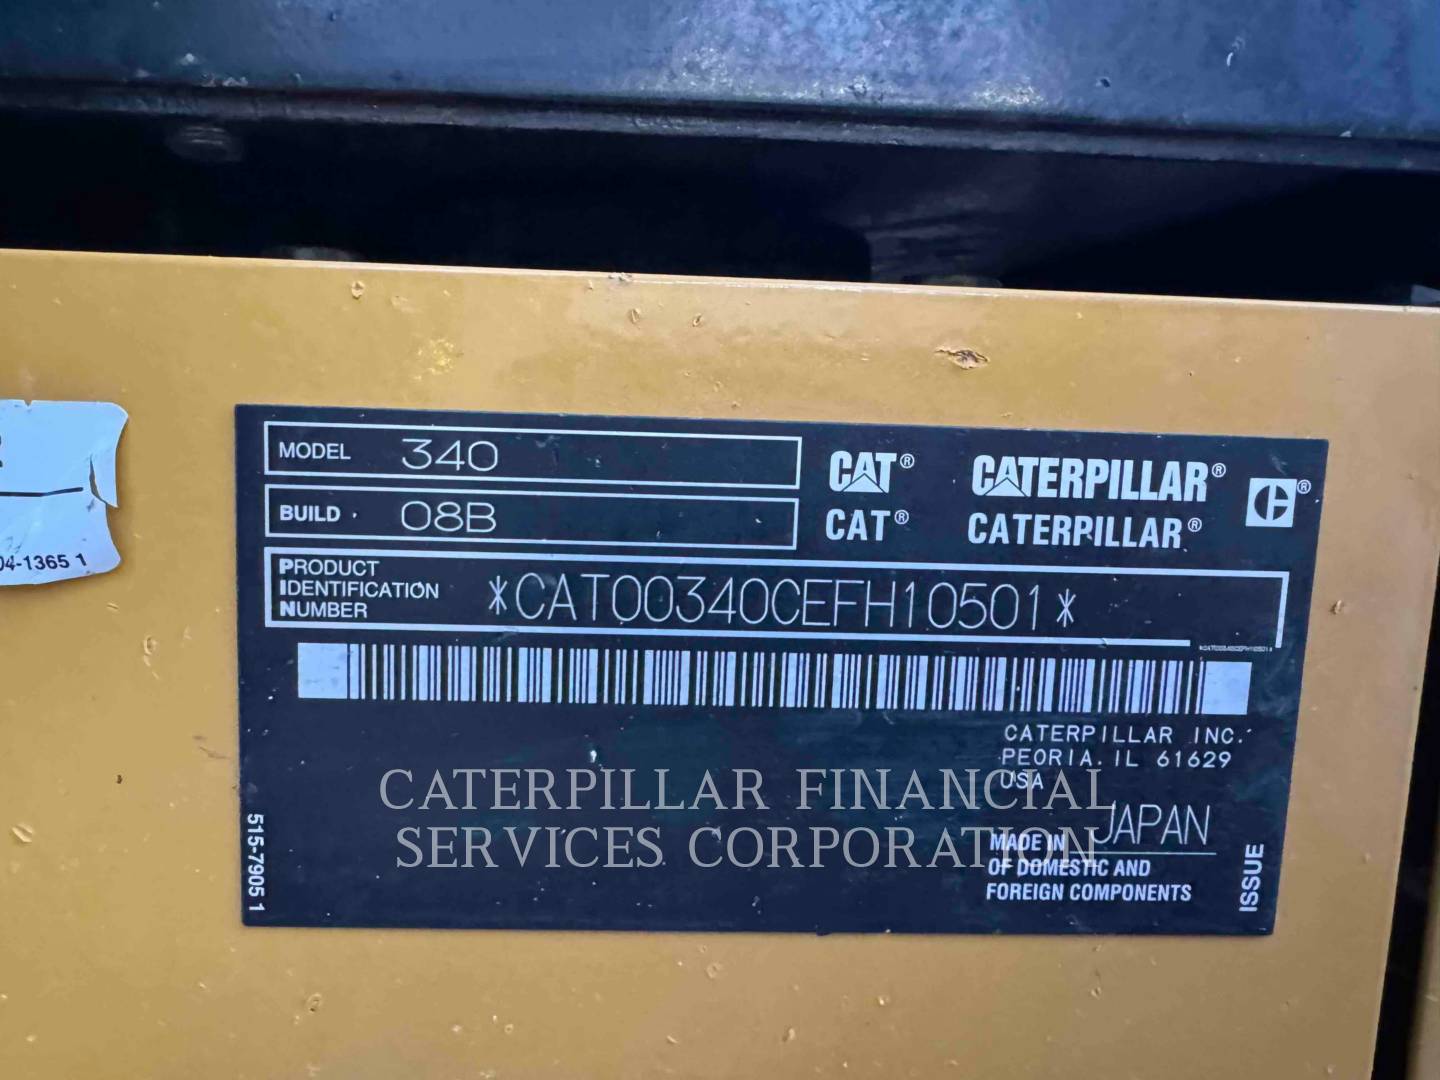 MODEL 340
BUILD 08B
CAT® CATERPILLAR®
CAT® CATERPILLAR®
C®
PRODUCT
IDENTIFICATION
NUMBER
*CAT00340CEFH10501*
*CAT00340CEFH10501*
CATERPILLAR INC.
PEORIA, IL 61629
USA
MADE IN JAPAN
OF DOMESTIC AND
FOREIGN COMPONENTS
ISSUE
515-7905 1
04-1365 1
CATERPILLAR FINANCIAL
SERVICES CORPORATION